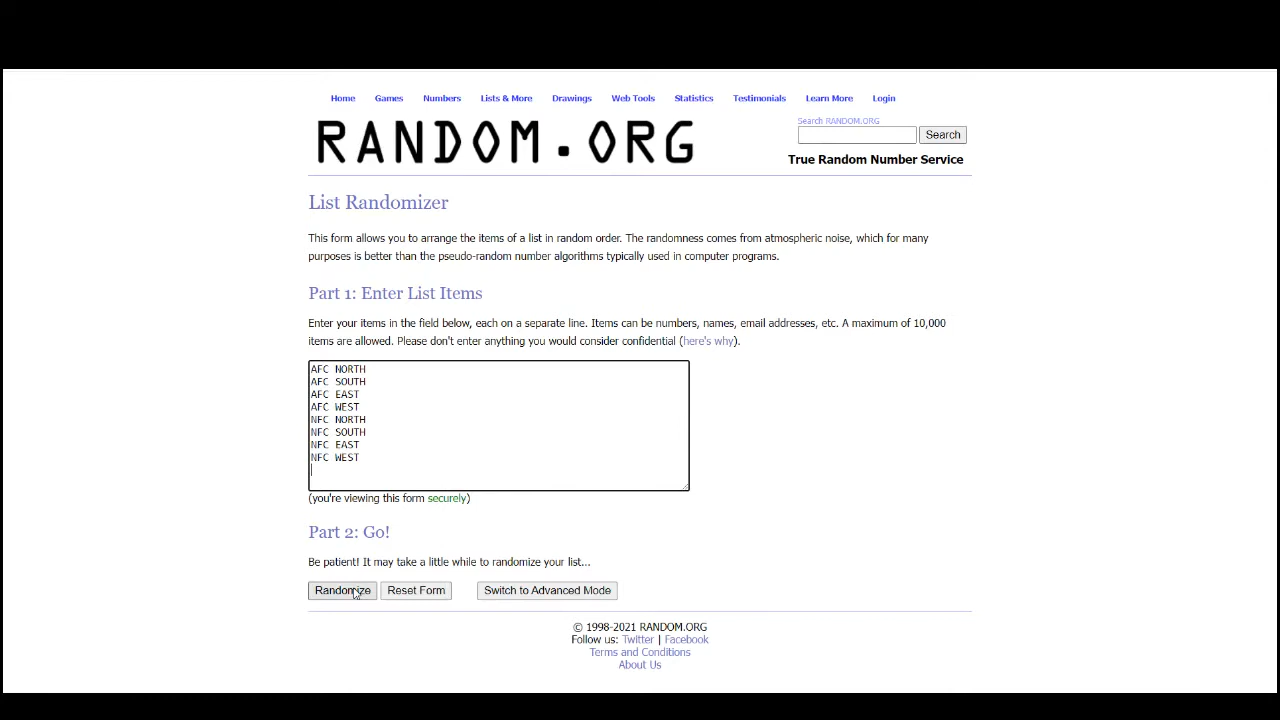 Home Games Numbers Lists & More Drawings Web Tools Statistics Testimonials Learn More Login
RANDOM.ORG
Search RANDOM.ORG
Search
True Random Number Service
List Randomizer
This form allows you to arrange the items of a list in random order. The randomness comes from atmospheric noise, which for many
purposes is better than the pseudo-random number algorithms typically used in computer programs.
Part 1: Enter List Items
Enter your items in the field below, each on a separate line. Items can be numbers, names, email addresses, etc. A maximum of 10,000
items are allowed. Please don't enter anything you would consider confidential (here's why).
AFC NORTH
AFC SOUTH
AFC EAST
AFC WEST
NFC NORTH
NFC SOUTH
NFC EAST
NFC WEST
(you're viewing this form securely)
Part 2: Go!
Be patient! It may take a little while to randomize your list...
Randomize Reset Form Switch to Advanced Mode
© 1998-2021 RANDOM.ORG
Follow us: Twitter | Facebook
Terms and Conditions
About Us